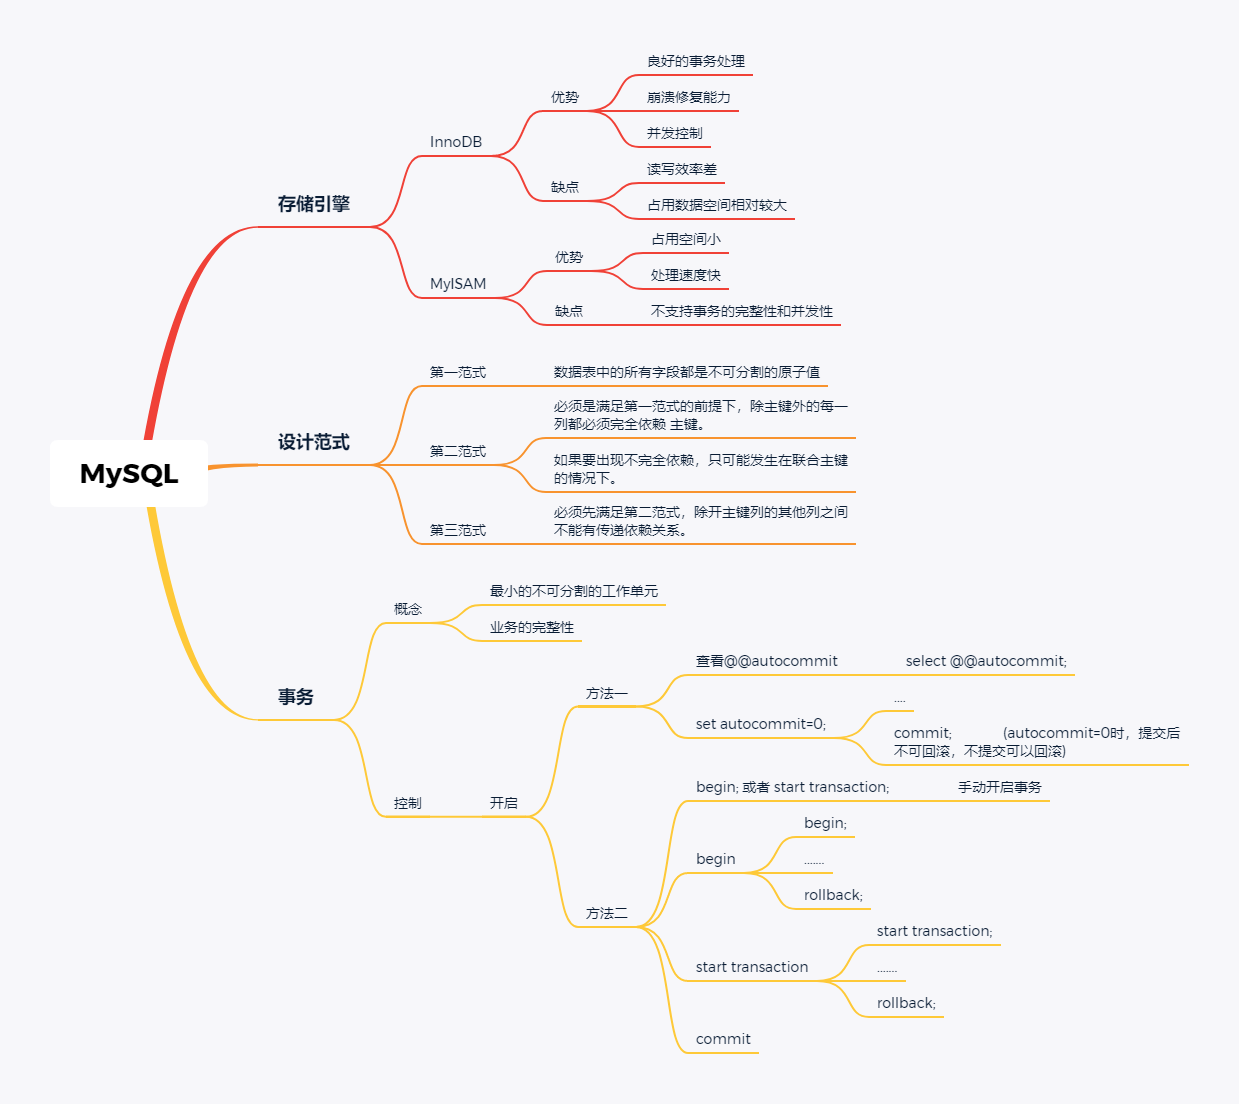 MySQL
存储引擎
InnoDB
优势
良好的事务处理
崩溃修复能力
并发控制
缺点
读写效率差
占用数据空间相对较大
MyISAM
优势
占用空间小
处理速度快
缺点
不支持事务的完整性和并发性
设计范式
第一范式
数据表中的所有字段都是不可分割的原子值
第二范式
必须是满足第一范式的前提下，除主键外的每一
列都必须完全依赖 主键。
如果要出现不完全依赖，只可能发生在联合主键
的情况下。
第三范式
必须先满足第二范式，除开主键列的其他列之间
不能有传递依赖关系。
事务
概念
最小的不可分割的工作单元
业务的完整性
控制
开启
方法一
查看@@autocommit
select @@autocommit;
set autocommit=0;
....
commit; (autocommit=0时，提交后
不可回滚，不提交可以回滚)
方法二
begin; 或者 start transaction;
手动开启事务
begin
begin;
.......
rollback;
start transaction
start transaction;
.......
rollback;
commit